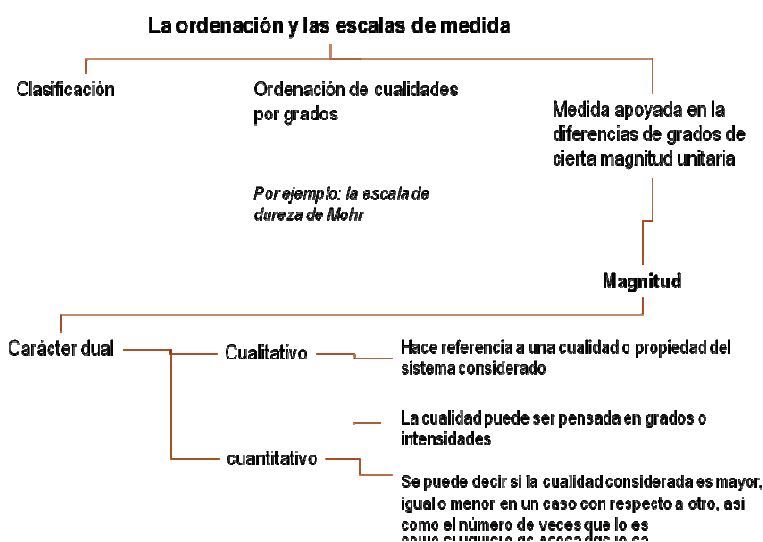 La ordenación y las escalas de medida
Clasificación
Ordenación de cualidades
por grados
Medida apoyada en la
diferencias de grados de
cierta magnitud unitaria
Por ejemplo: la escala de
dureza de Mohr
Magnitud
Carácter dual
Cualitativo
Hace referencia a una cualidad o propiedad del
sistema considerado
La cualidad puede ser pensada en grados o
intensidades
cuantitativo
Se puede decir si la cualidad considerada es mayor,
igual o menor en un caso con respecto a otro, asi
como el número de veces que lo es